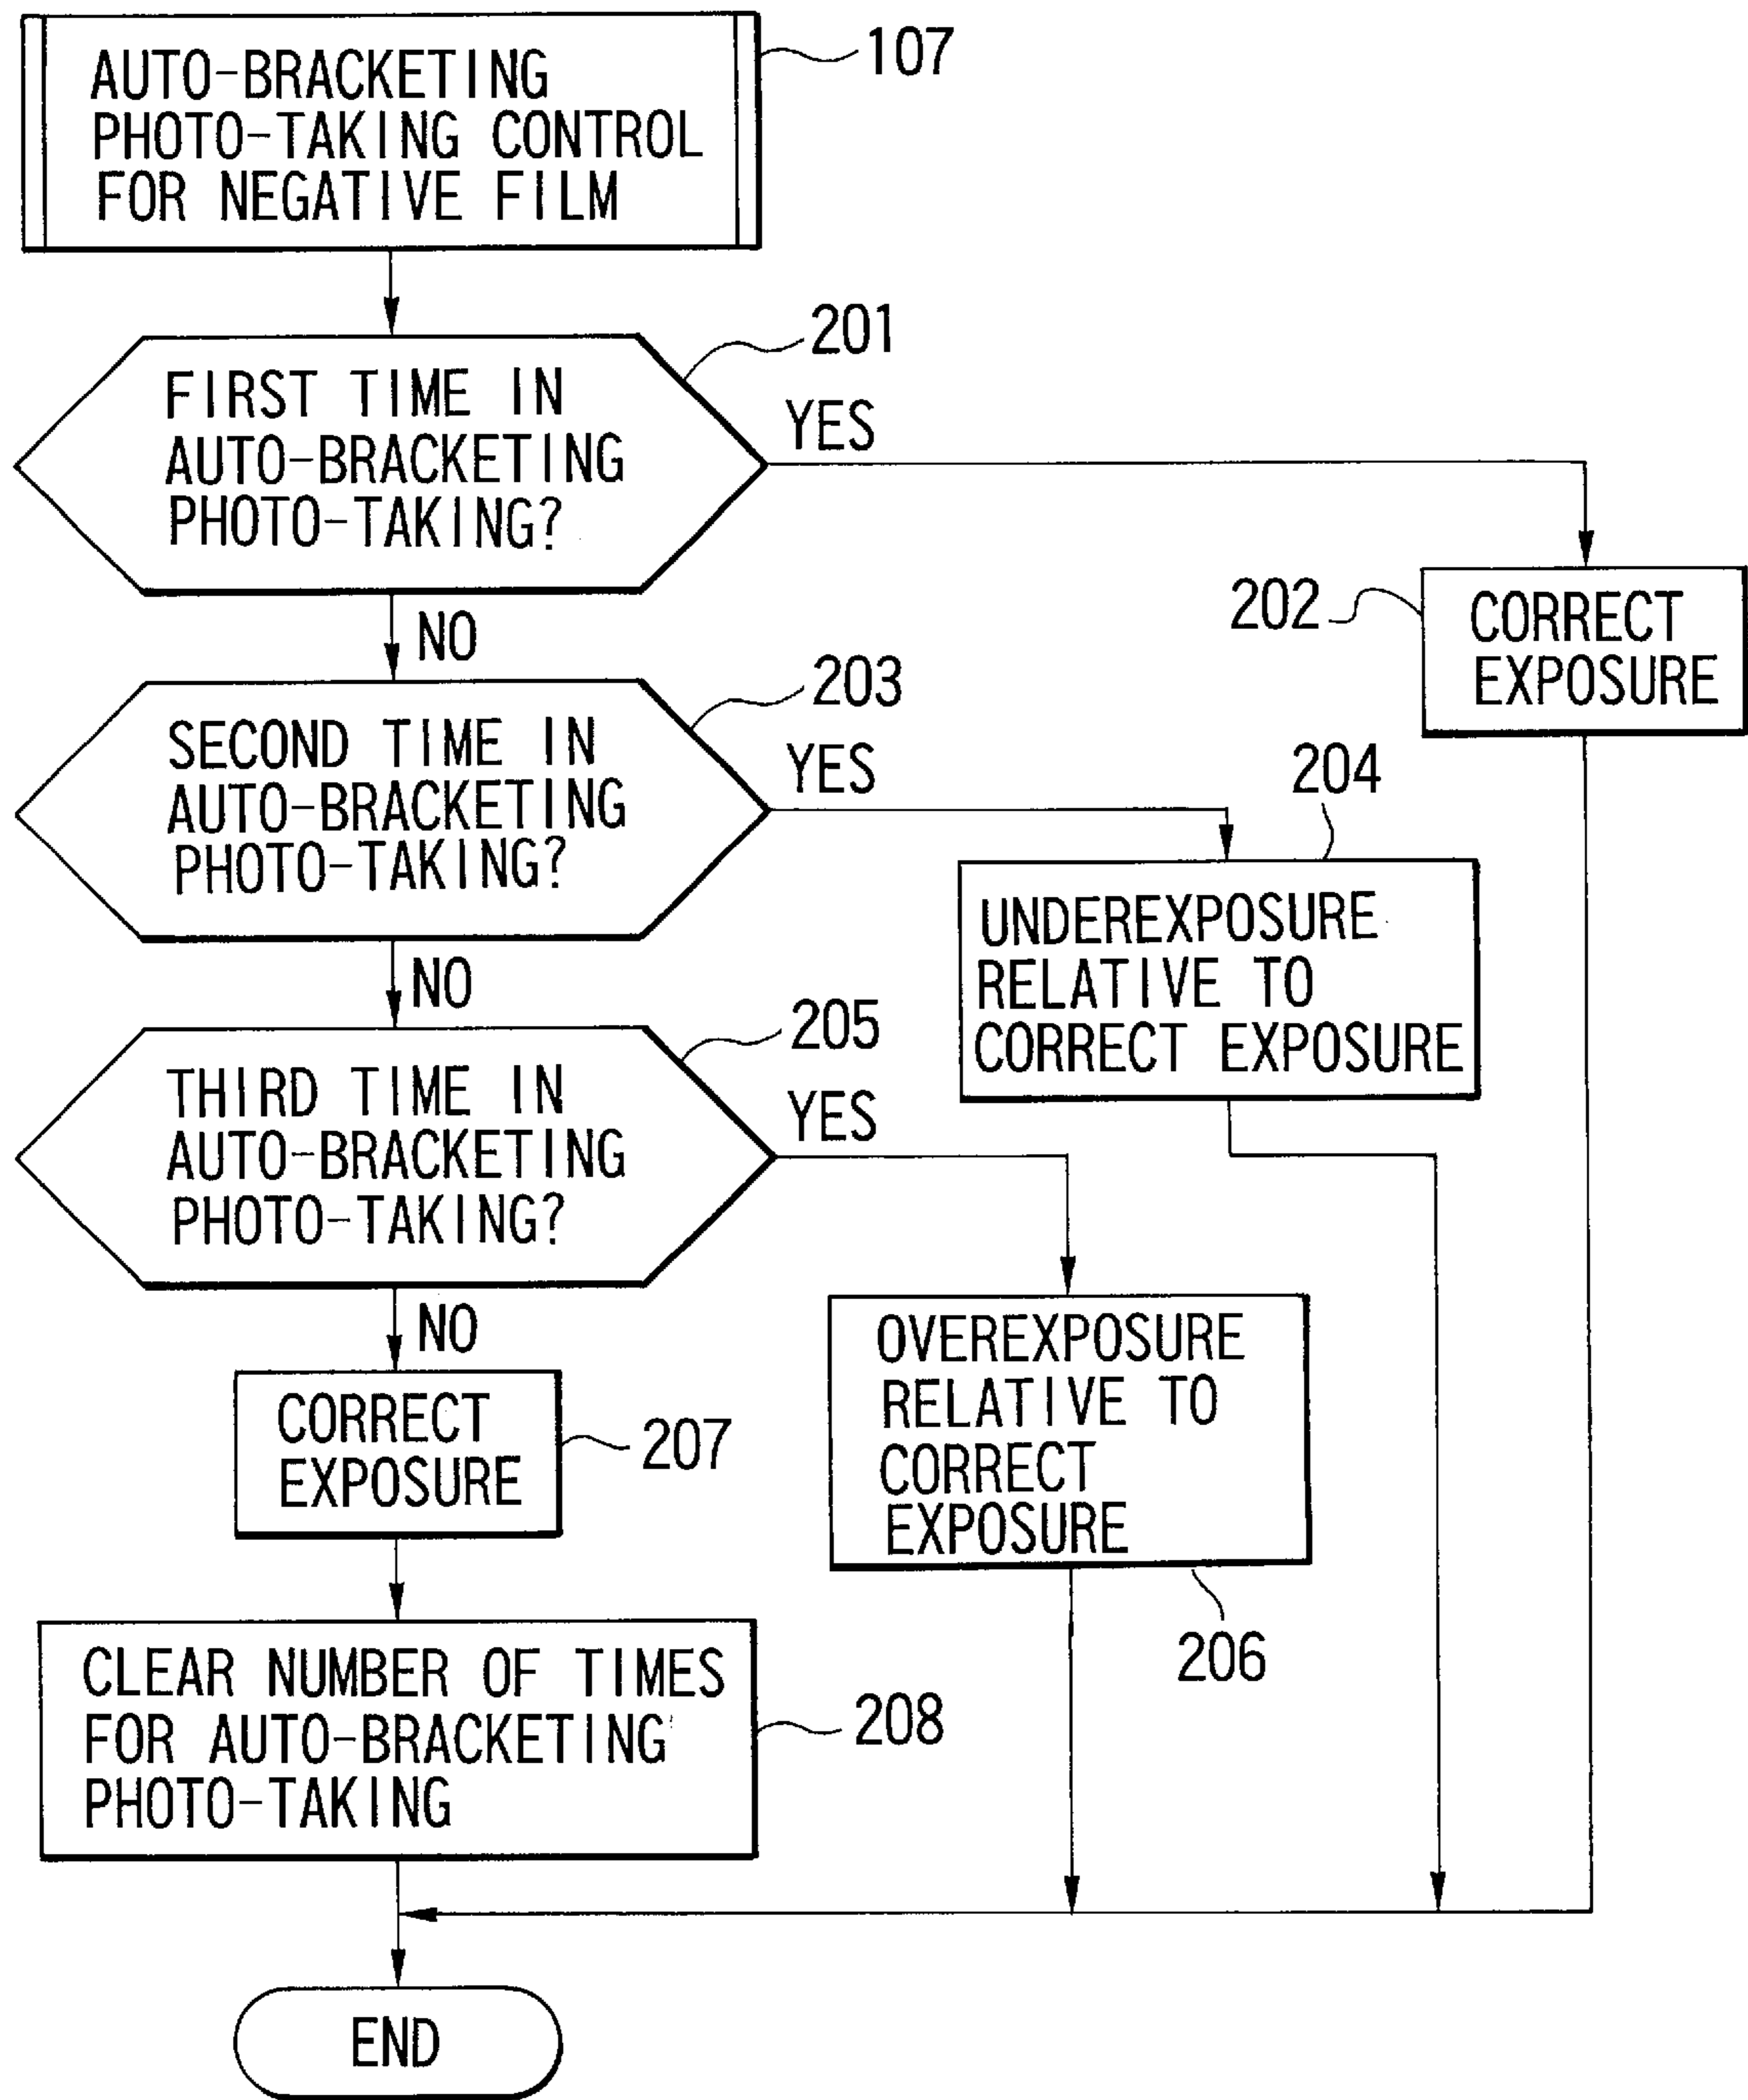 AUTO-BRACKETING
PHOTO-TAKING CONTROL
FOR NEGATIVE FILM
107
201
FIRST TIME IN
AUTO-BRACKETING
PHOTO-TAKING?
YES
NO
202
CORRECT
EXPOSURE
203
SECOND TIME IN
AUTO-BRACKETING
PHOTO-TAKING?
YES
NO
204
UNDEREXPOSURE
RELATIVE TO
CORRECT EXPOSURE
205
THIRD TIME IN
AUTO-BRACKETING
PHOTO-TAKING?
YES
NO
OVEREXPOSURE
RELATIVE TO
CORRECT
EXPOSURE
206
CORRECT
EXPOSURE
207
CLEAR NUMBER OF TIMES
FOR AUTO-BRACKETING
PHOTO-TAKING
208
END